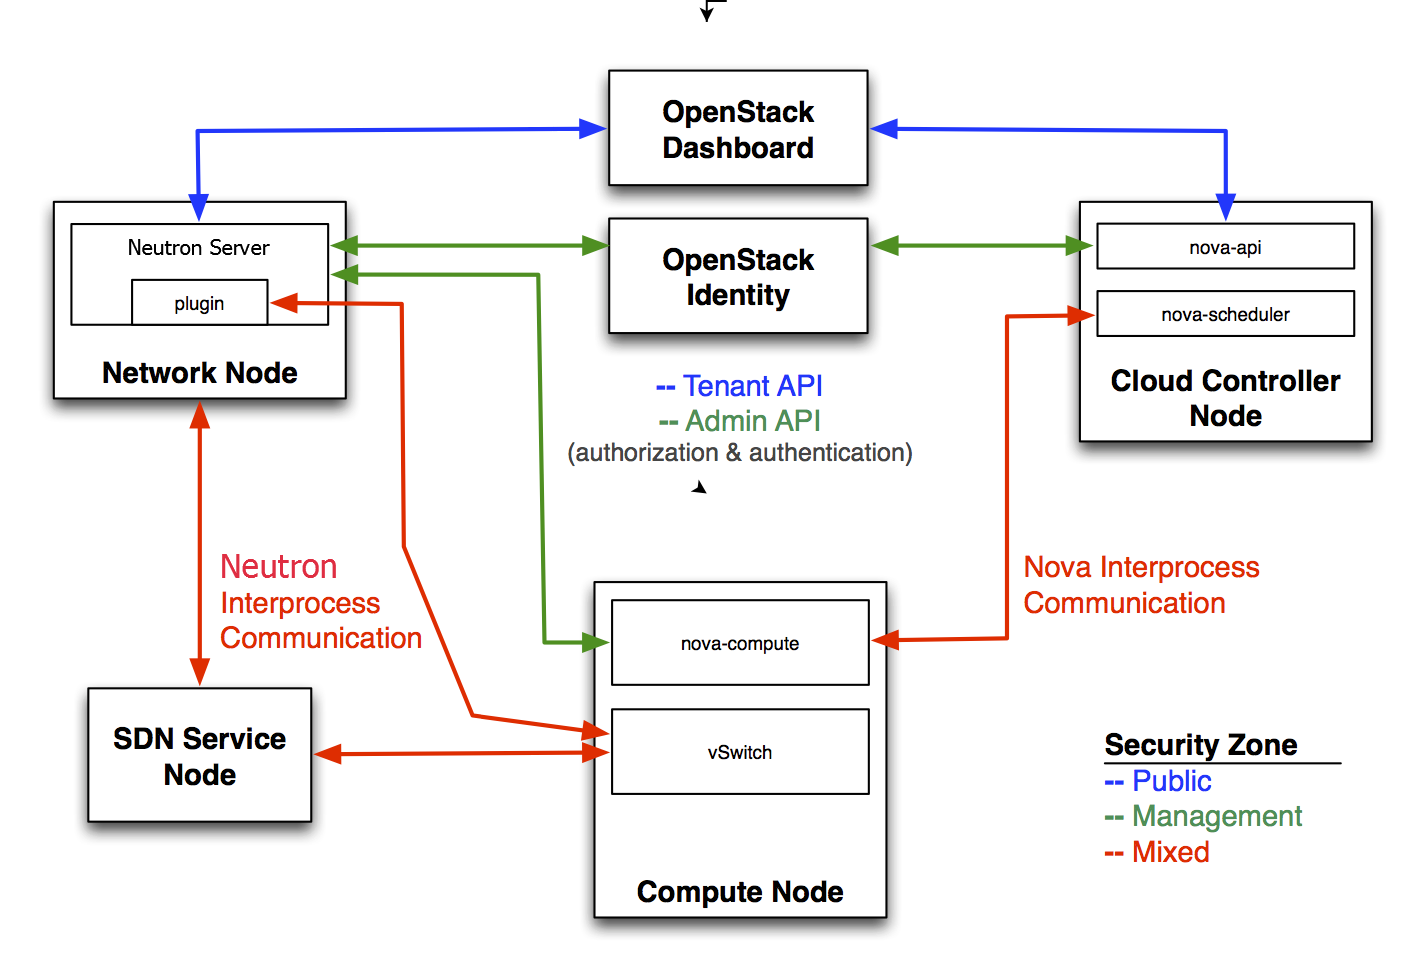 OpenStack
Dashboard
Neutron Server
plugin
Network Node
OpenStack
Identity
nova-api
nova-scheduler
Cloud Controller
Node
-- Tenant API
-- Admin API
(authorization & authentication)
Neutron
Interprocess
Communication
Nova Interprocess
Communication
nova-compute
vSwitch
Compute Node
SDN Service
Node
Security Zone
-- Public
-- Management
-- Mixed